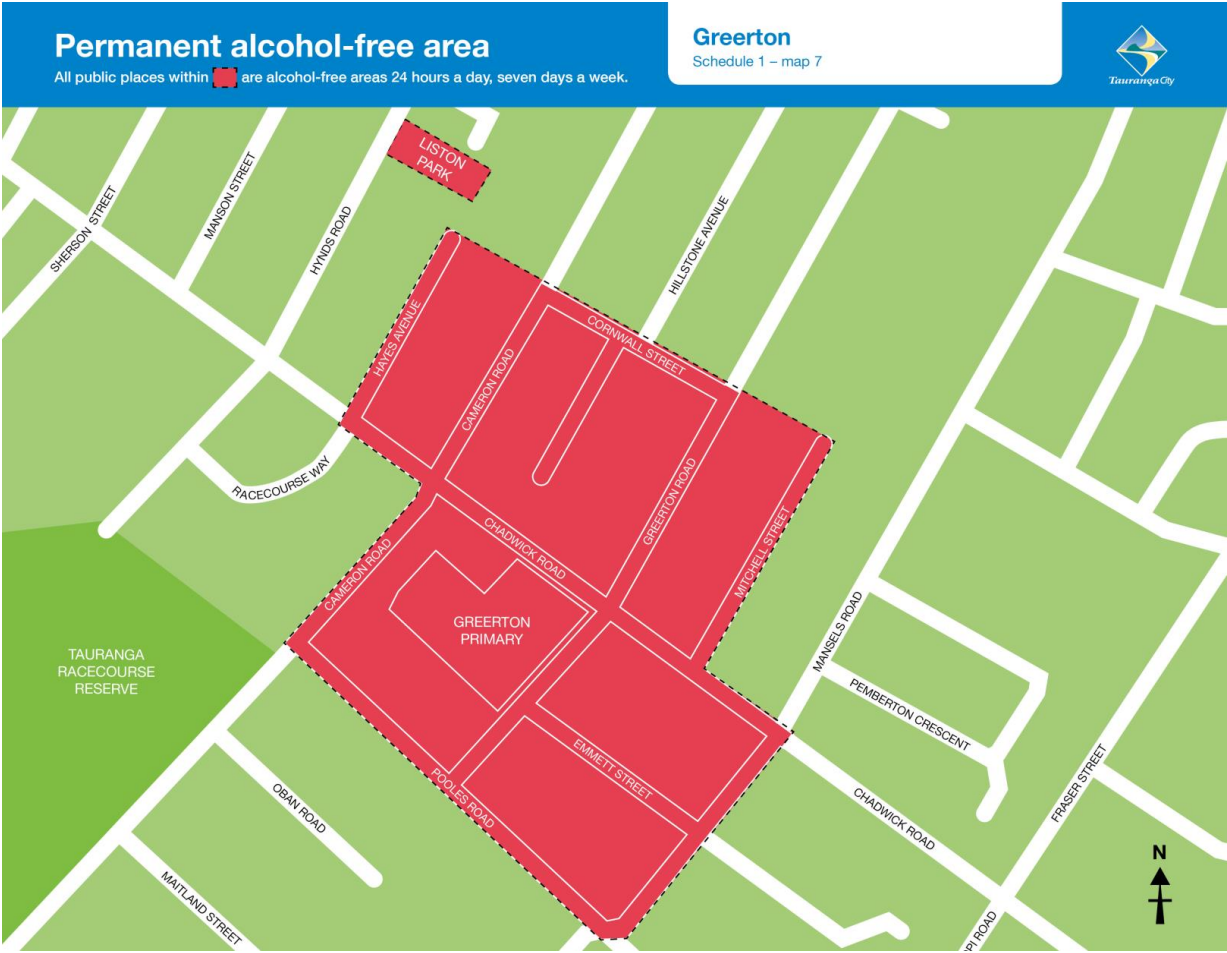 Permanent alcohol-free area
All public places within are alcohol-free areas 24 hours a day, seven days a week.
Greerton
Schedule 1 – map 7
Tauranga City
LISTON
PARK
SHERSON STREET
MANSON STREET
HYNDS ROAD
HILLSTONE AVENUE
HAYES AVENUE
CAMERON ROAD
CORNWALL STREET
RACECOURSE WAY
GREERTON ROAD
MITCHELL STREET
CHADWICK ROAD
CAMERON ROAD
GREERTON
PRIMARY
MANSELS ROAD
TAURANGA
RACECOURSE
RESERVE
PEMBERTON CRESCENT
EMMETT STREET
POOLES ROAD
OBAN ROAD
CHADWICK ROAD
FRASER STREET
MAITLAND STREET
N
PI ROAD